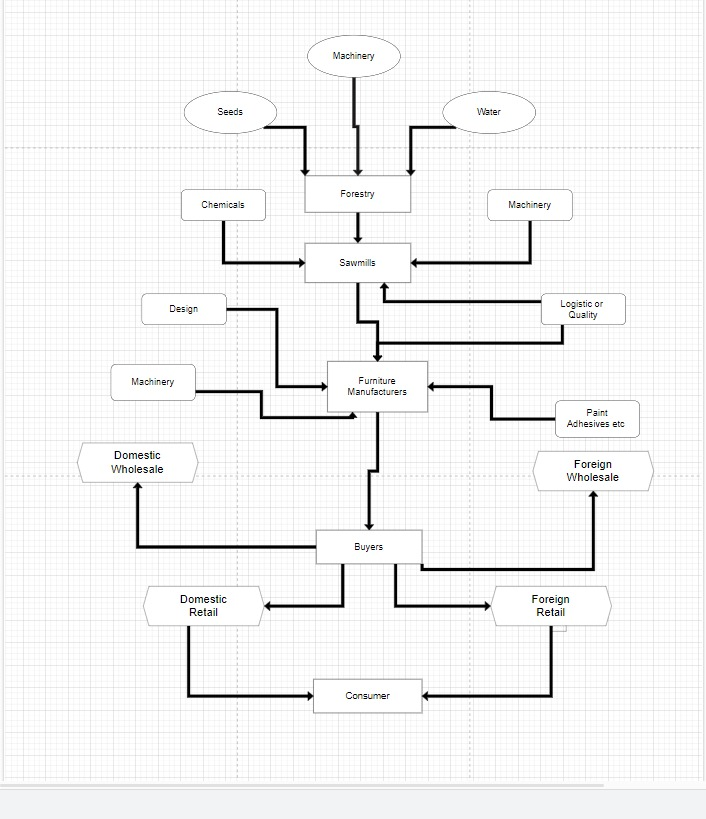 Machinery
Seeds
Water
Forestry
Chemicals
Machinery
Sawmills
Design
Logistic or
Quality
Machinery
Furniture
Manufacturers
Paint
Adhesives etc
Domestic
Wholesale
Foreign
Wholesale
Buyers
Domestic
Retail
Foreign
Retail
Consumer